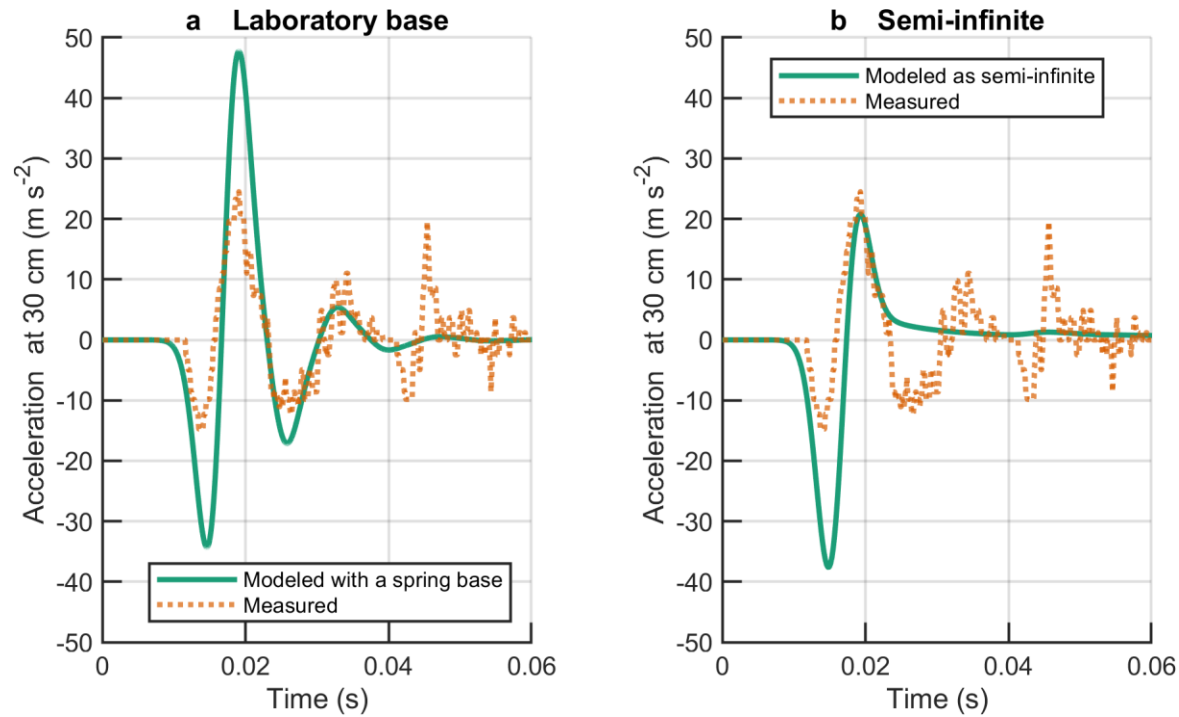 a Laboratory base
50
40
30
20
10
0
-10
-20
-30
-40
-50
Acceleration at 30 cm (m s-2)
Modeled with a spring base
Measured
0 0.02 0.04 0.06
Time (s)
b Semi-infinite
50
40
30
20
10
0
-10
-20
-30
-40
-50
Acceleration at 30 cm (m s-2)
Modeled as semi-infinite
Measured
0 0.02 0.04 0.06
Time (s)